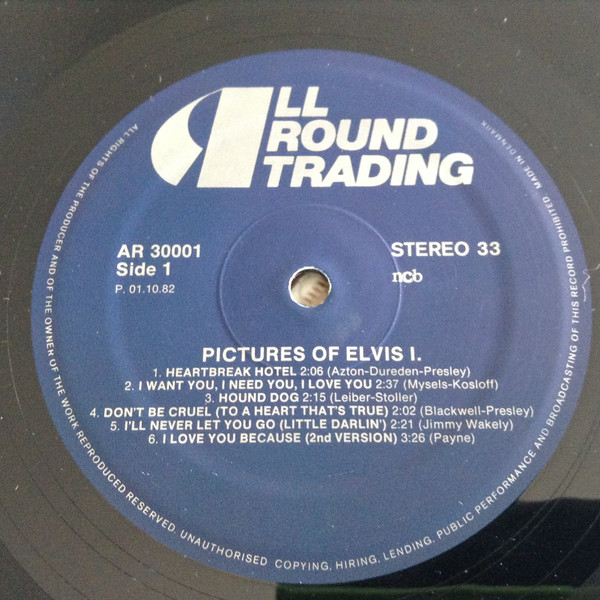 ALL
ROUND
TRADING
AR 30001
Side 1
P. 01.10.82
STEREO 33
ncb
PICTURES OF ELVIS I.
1. HEARTBREAK HOTEL 2:06 (Azton-Dureden-Presley)
2. I WANT YOU, I NEED YOU, I LOVE YOU 2:37 (Mysels-Kosloff)
3. HOUND DOG 2:15 (Leiber-Stoller)
4. DON'T BE CRUEL (TO A HEART THAT'S TRUE) 2:02 (Blackwell-Presley)
5. I'LL NEVER LET YOU GO (LITTLE DARLIN') 2:21 (Jimmy Wakely)
6. I LOVE YOU BECAUSE (2nd VERSION) 3:26 (Payne)
ALL RIGHTS OF THE PRODUCER AND OF THE OWNER OF THE WORK REPRODUCED RESERVED. UNAUTHORISED COPYING, HIRING, LENDING, PUBLIC PERFORMANCE AND BROADCASTING OF THIS RECORD PROHIBITED. MADE IN DENMARK